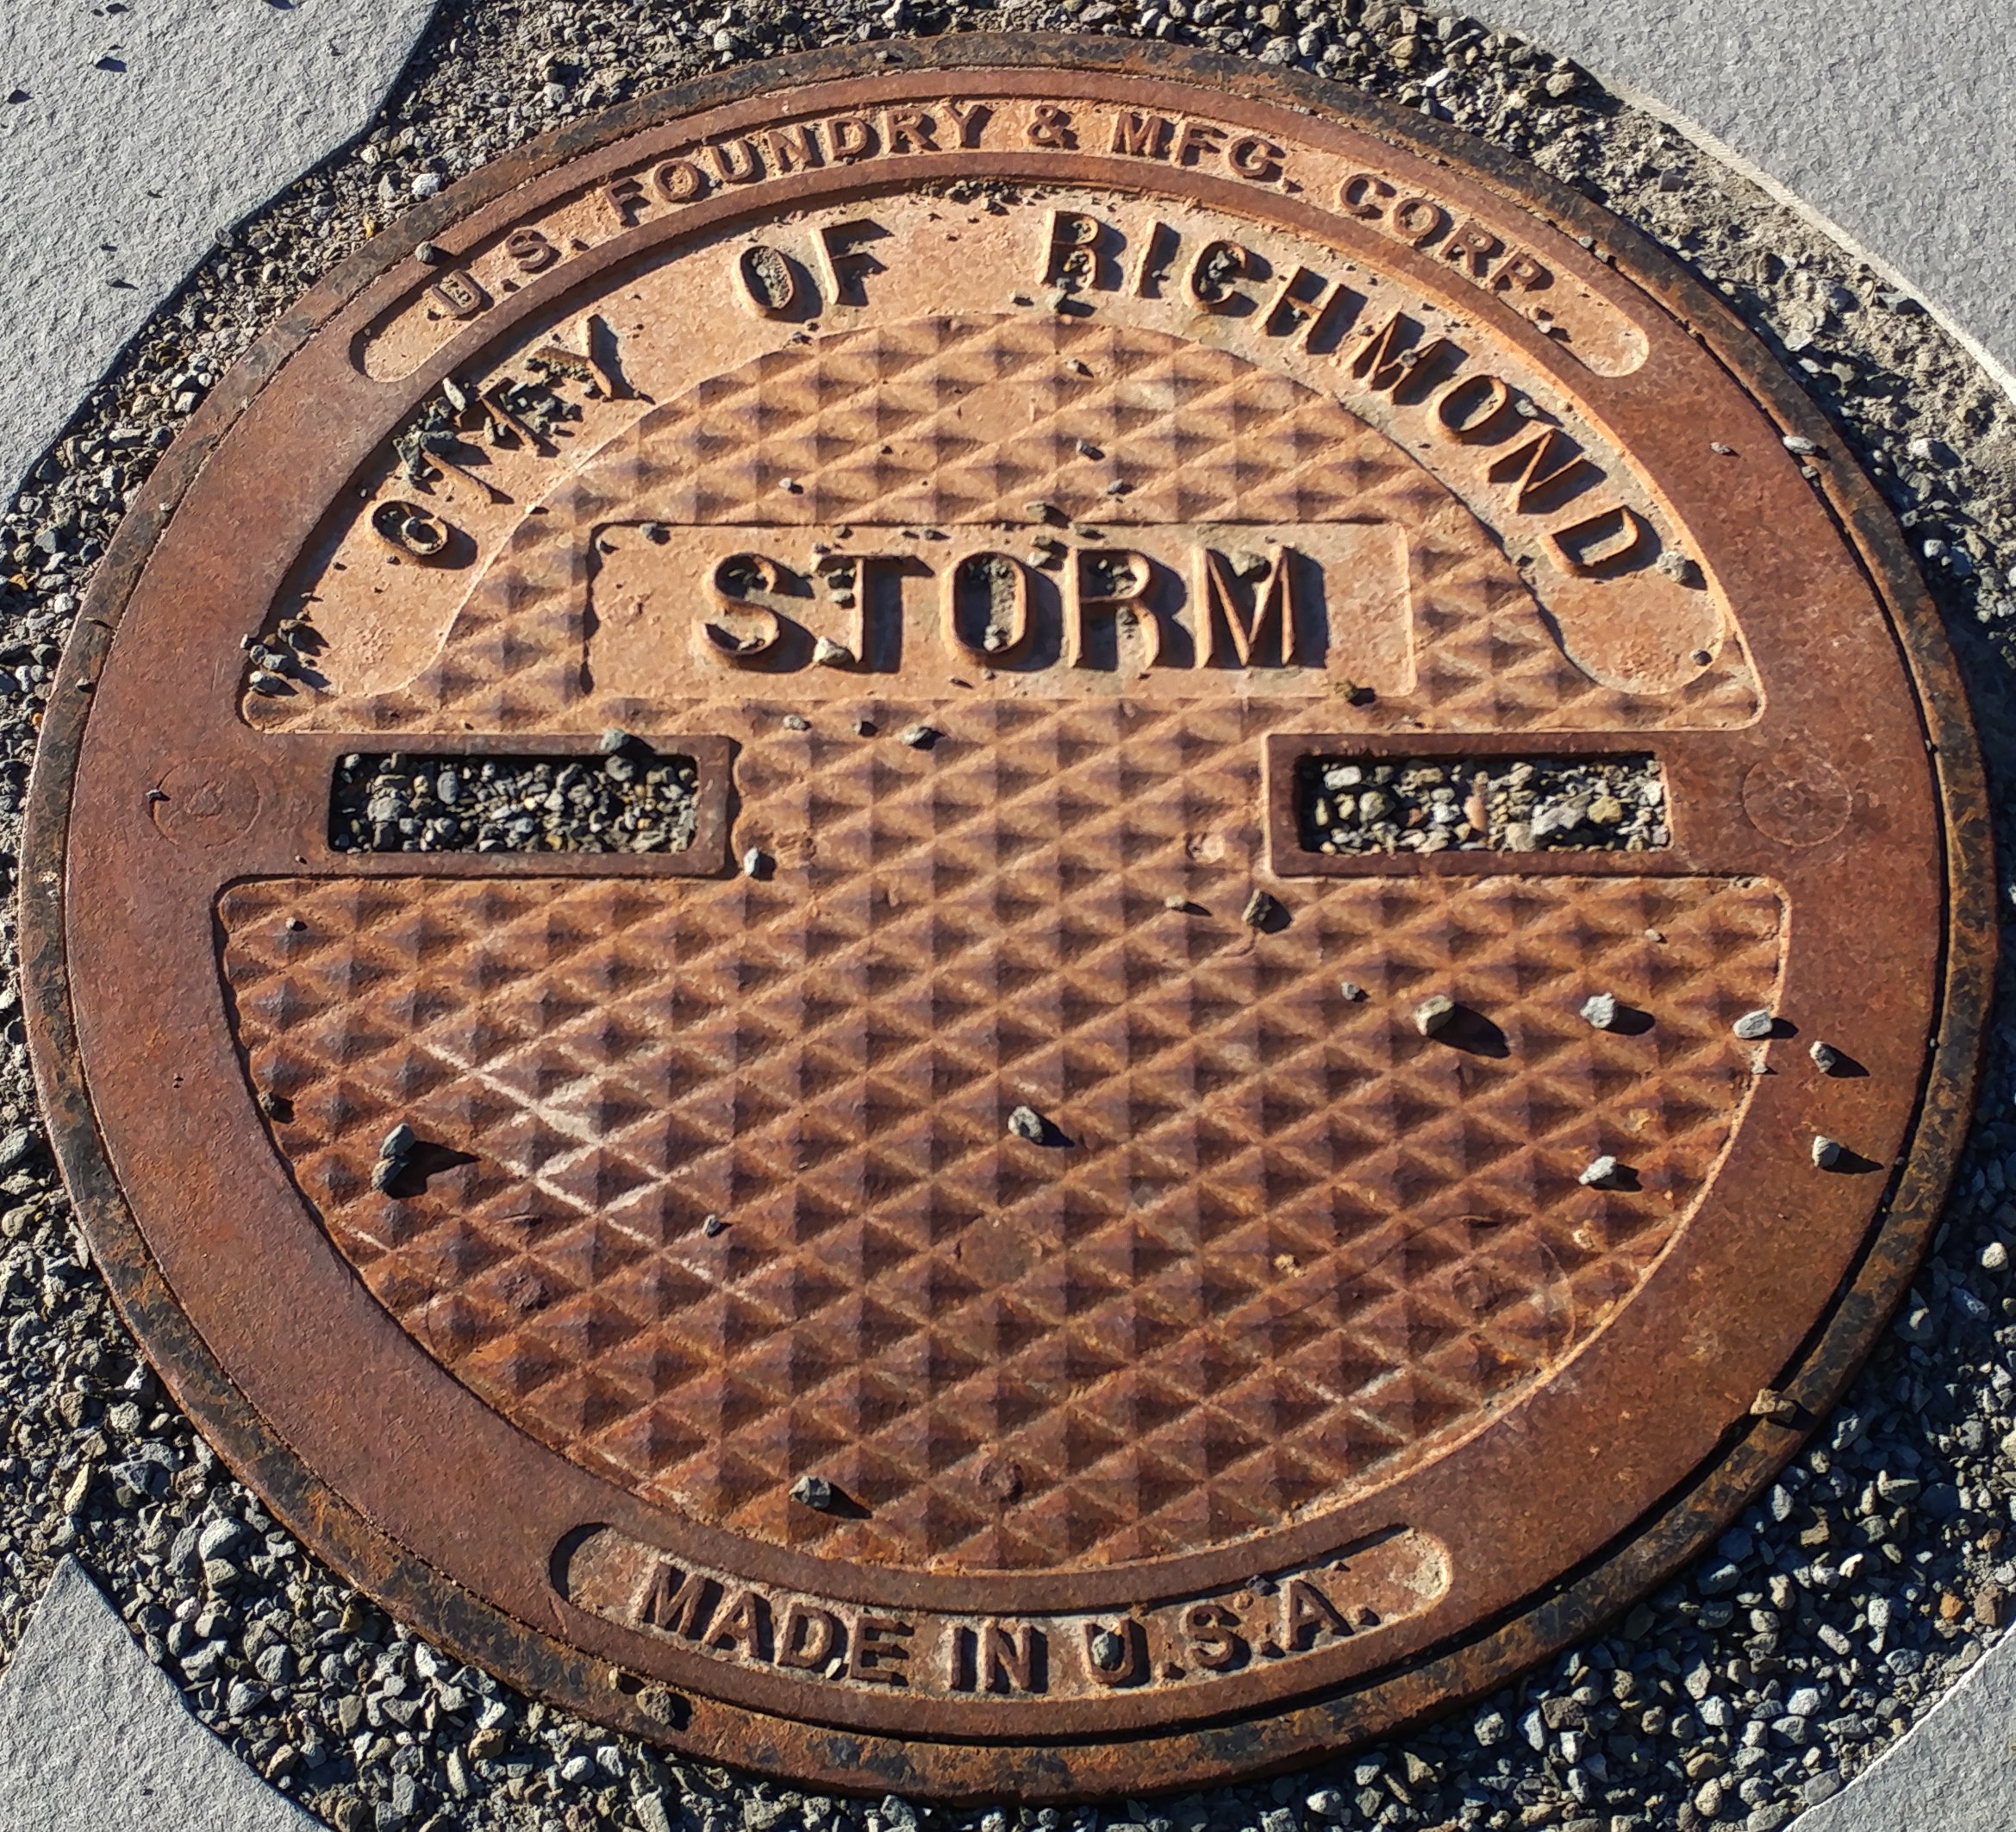 U.S. FOUNDRY & MFG. CORP.
CITY OF RICHMOND
STORM
MADE IN U.S.A.